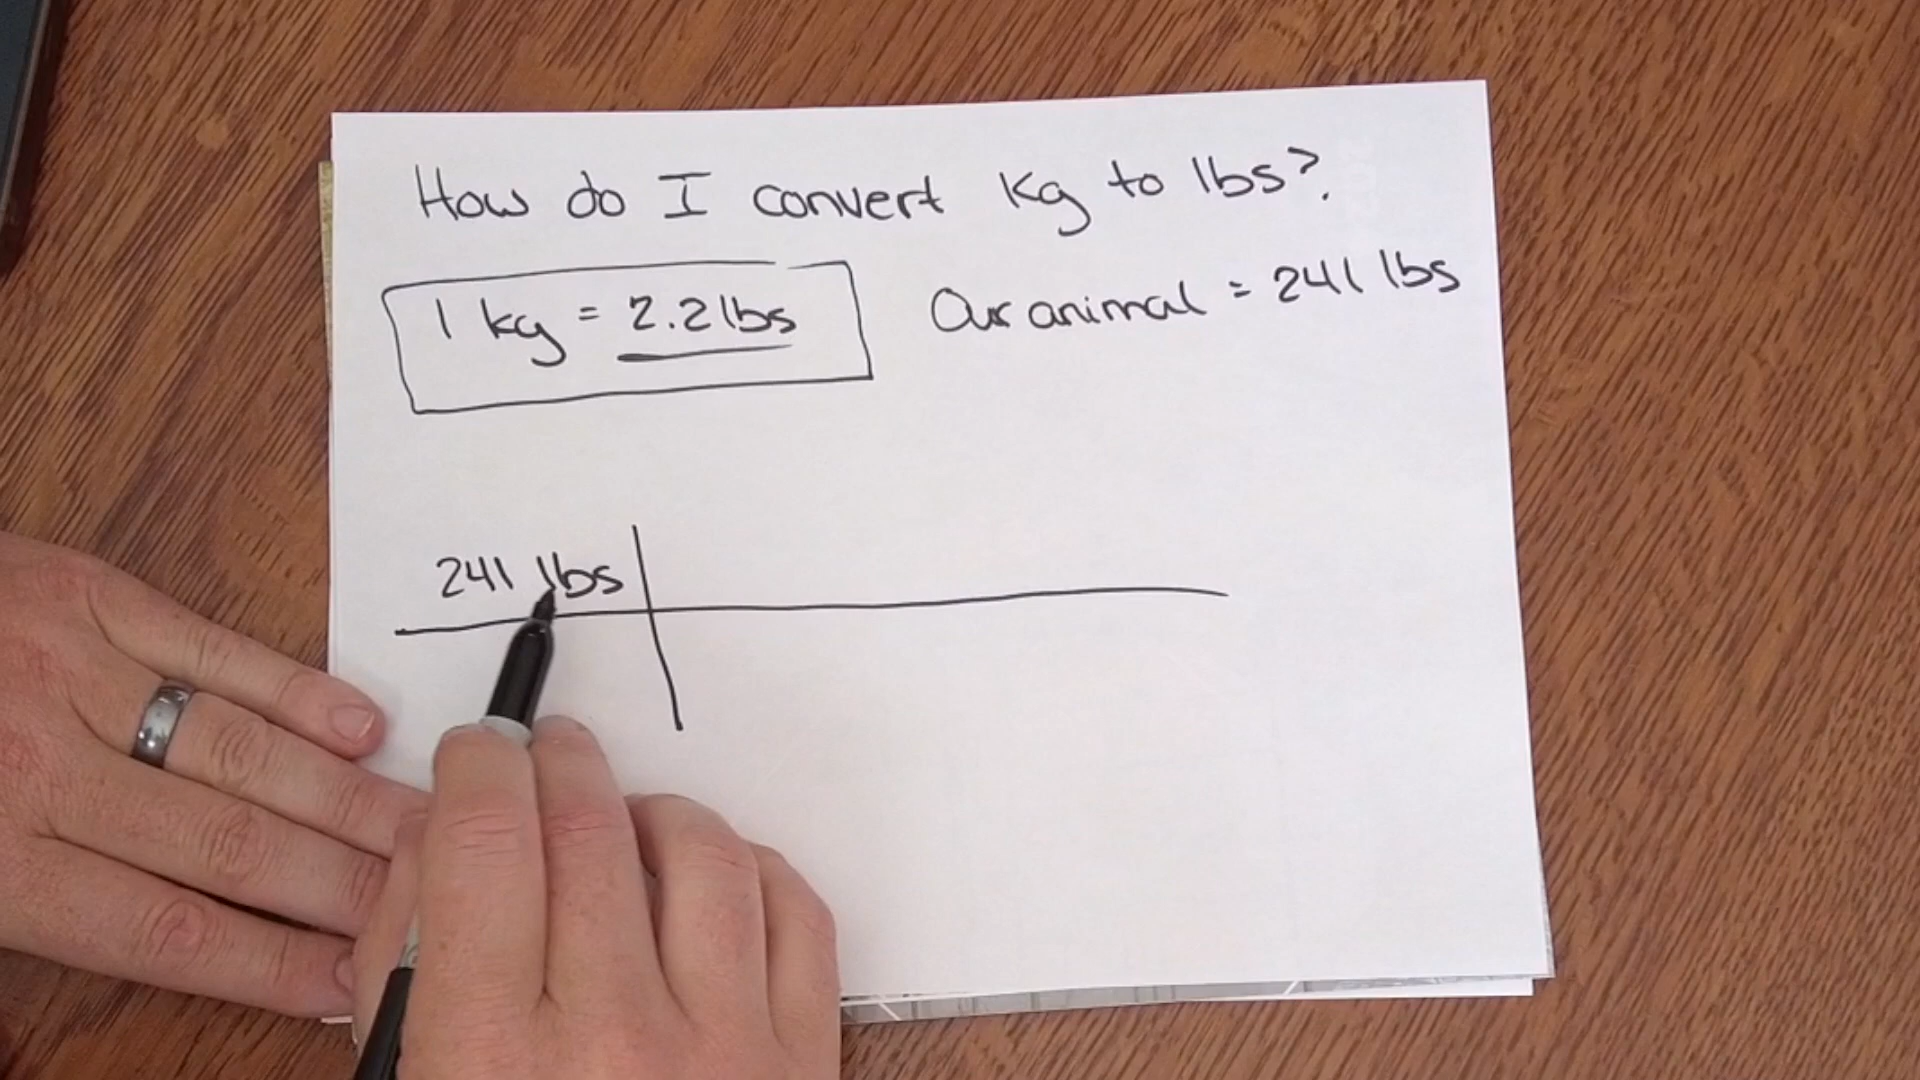 How do I convert Kg to lbs?
1 kg = 2.2 lbs
Our animal = 241 lbs
241 lbs